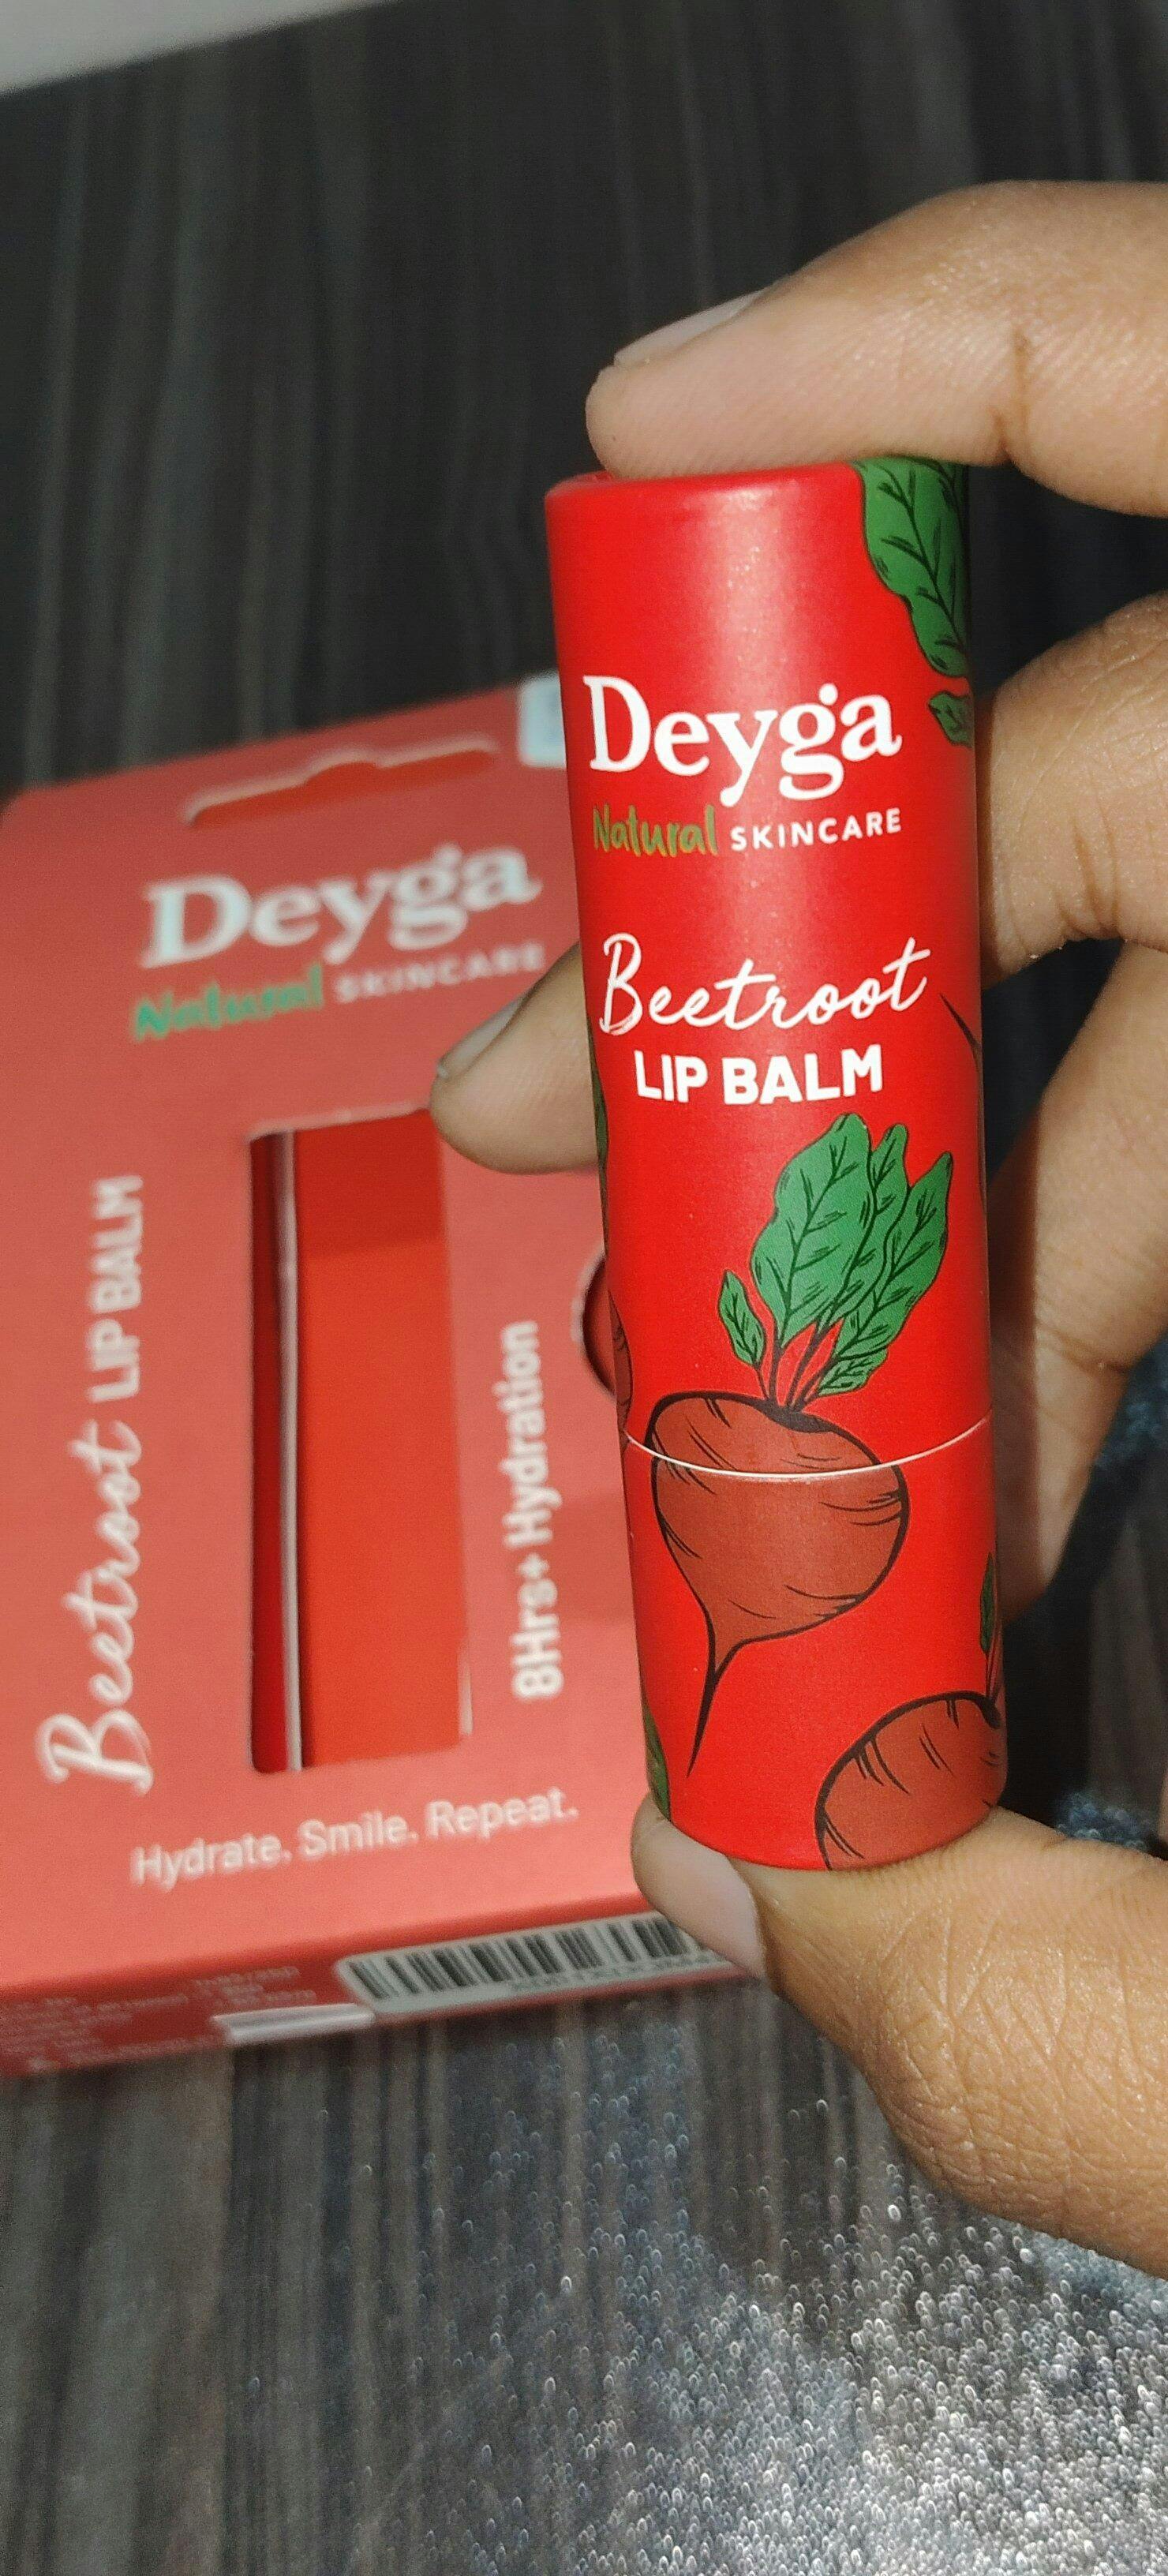 Deyga
Natural SKINCARE
Beetroot
LIP BALM
Deyga
Natural SKINCARE
Beetroot LIP BALM
8Hrs+ Hydration
Hydrate. Smile. Repeat.